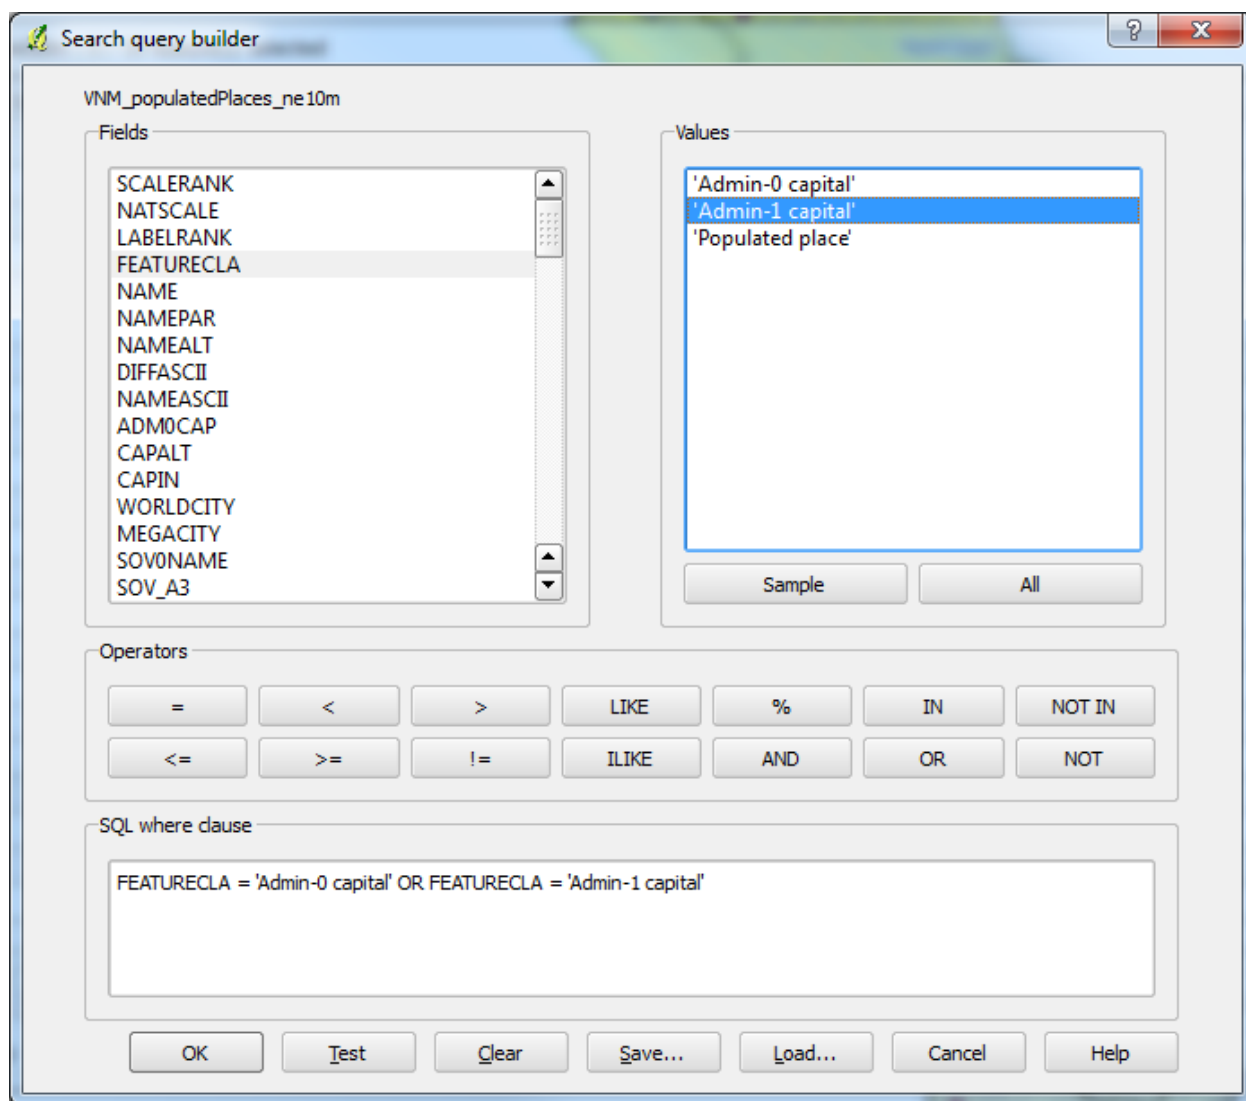 Search query builder
VNM_populatedPlaces_ne10m
Fields
SCALERANK
NATSCALE
LABELRANK
FEATURECLA
NAME
NAMEPAR
NAMEALT
DIFFASCII
NAMEASCII
ADM0CAP
CAPALT
CAPIN
WORLDCITY
MEGACITY
SOV0NAME
SOV_A3
Values
'Admin-0 capital'
'Admin-1 capital'
'Populated place'
Sample All
Operators
= < > LIKE % IN NOT IN
<= >= != ILIKE AND OR NOT
SQL where clause
FEATURECLA = 'Admin-0 capital' OR FEATURECLA = 'Admin-1 capital'
OK Test Clear Save... Load... Cancel Help